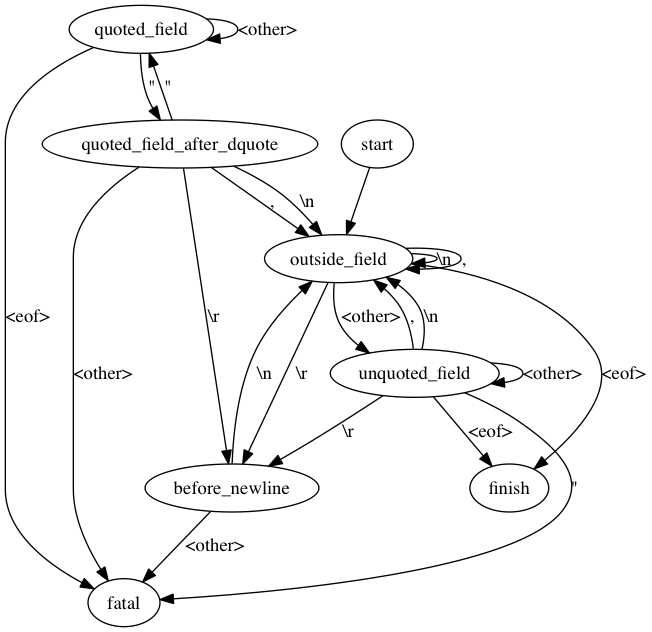 quoted_field
<other>
" "
quoted_field_after_dquote
start
, \n
outside_field
\n ,
<eof>
<other>
\r
<other> , \n
\n
\r
<eof>
unquoted_field
<other>
\r
<eof>
before_newline
finish
"
<other>
fatal